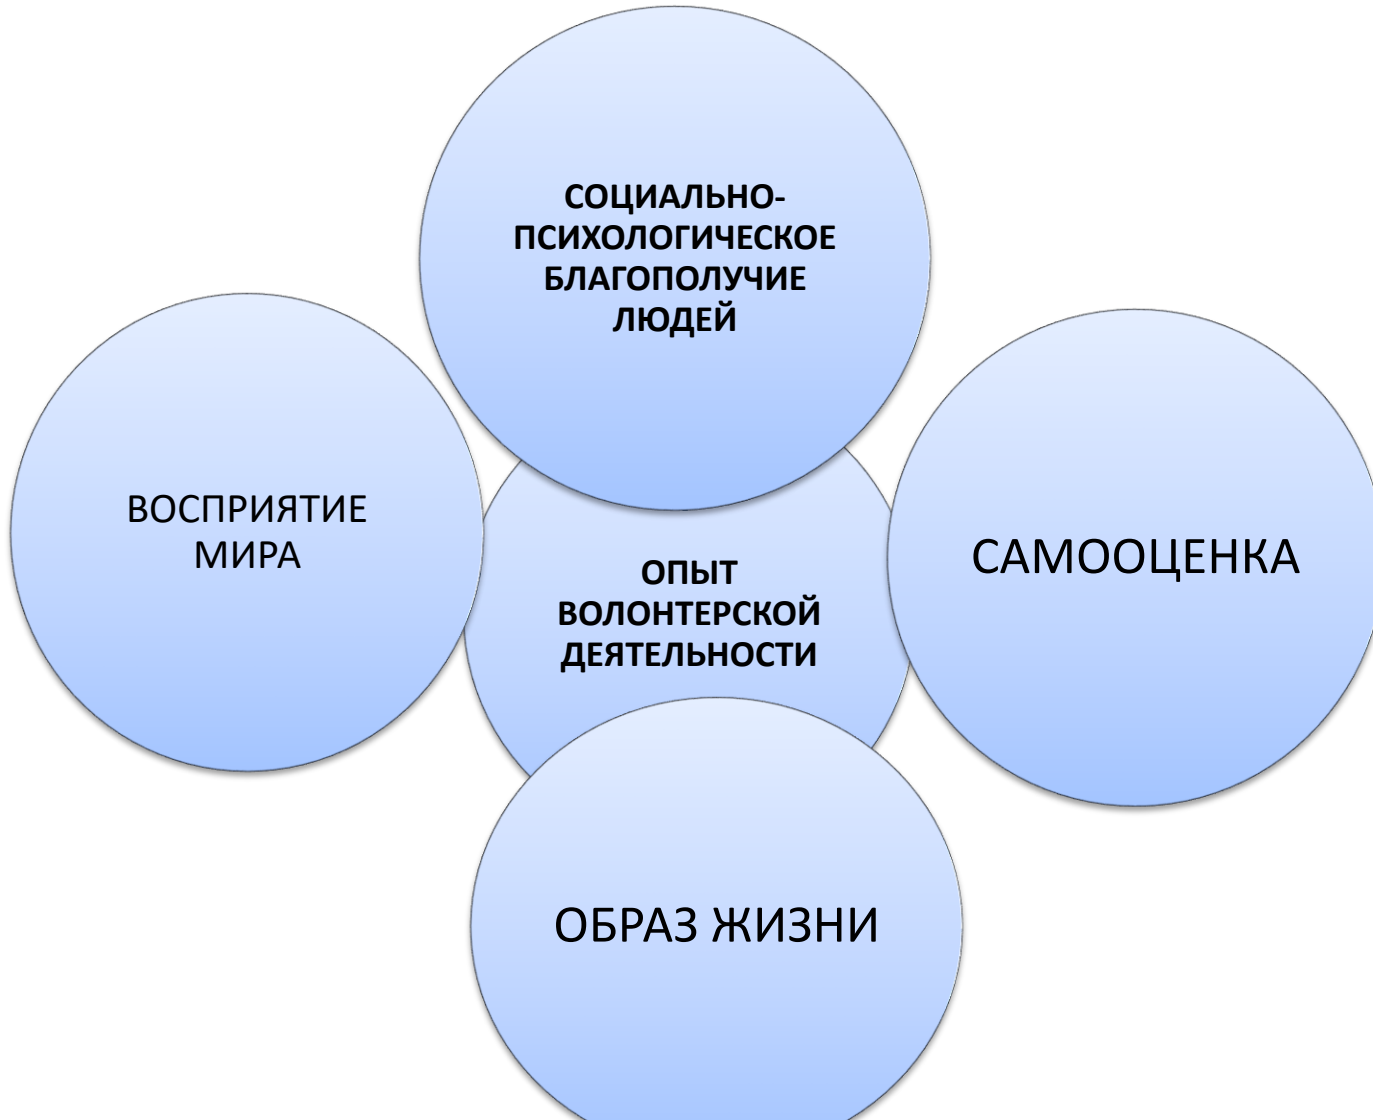 СОЦИАЛЬНО-
ПСИХОЛОГИЧЕСКОЕ
БЛАГОПОЛУЧИЕ
ЛЮДЕЙ
ВОСПРИЯТИЕ
МИРА
ОПЫТ
ВОЛОНТЕРСКОЙ
ДЕЯТЕЛЬНОСТИ
САМООЦЕНКА
ОБРАЗ ЖИЗНИ